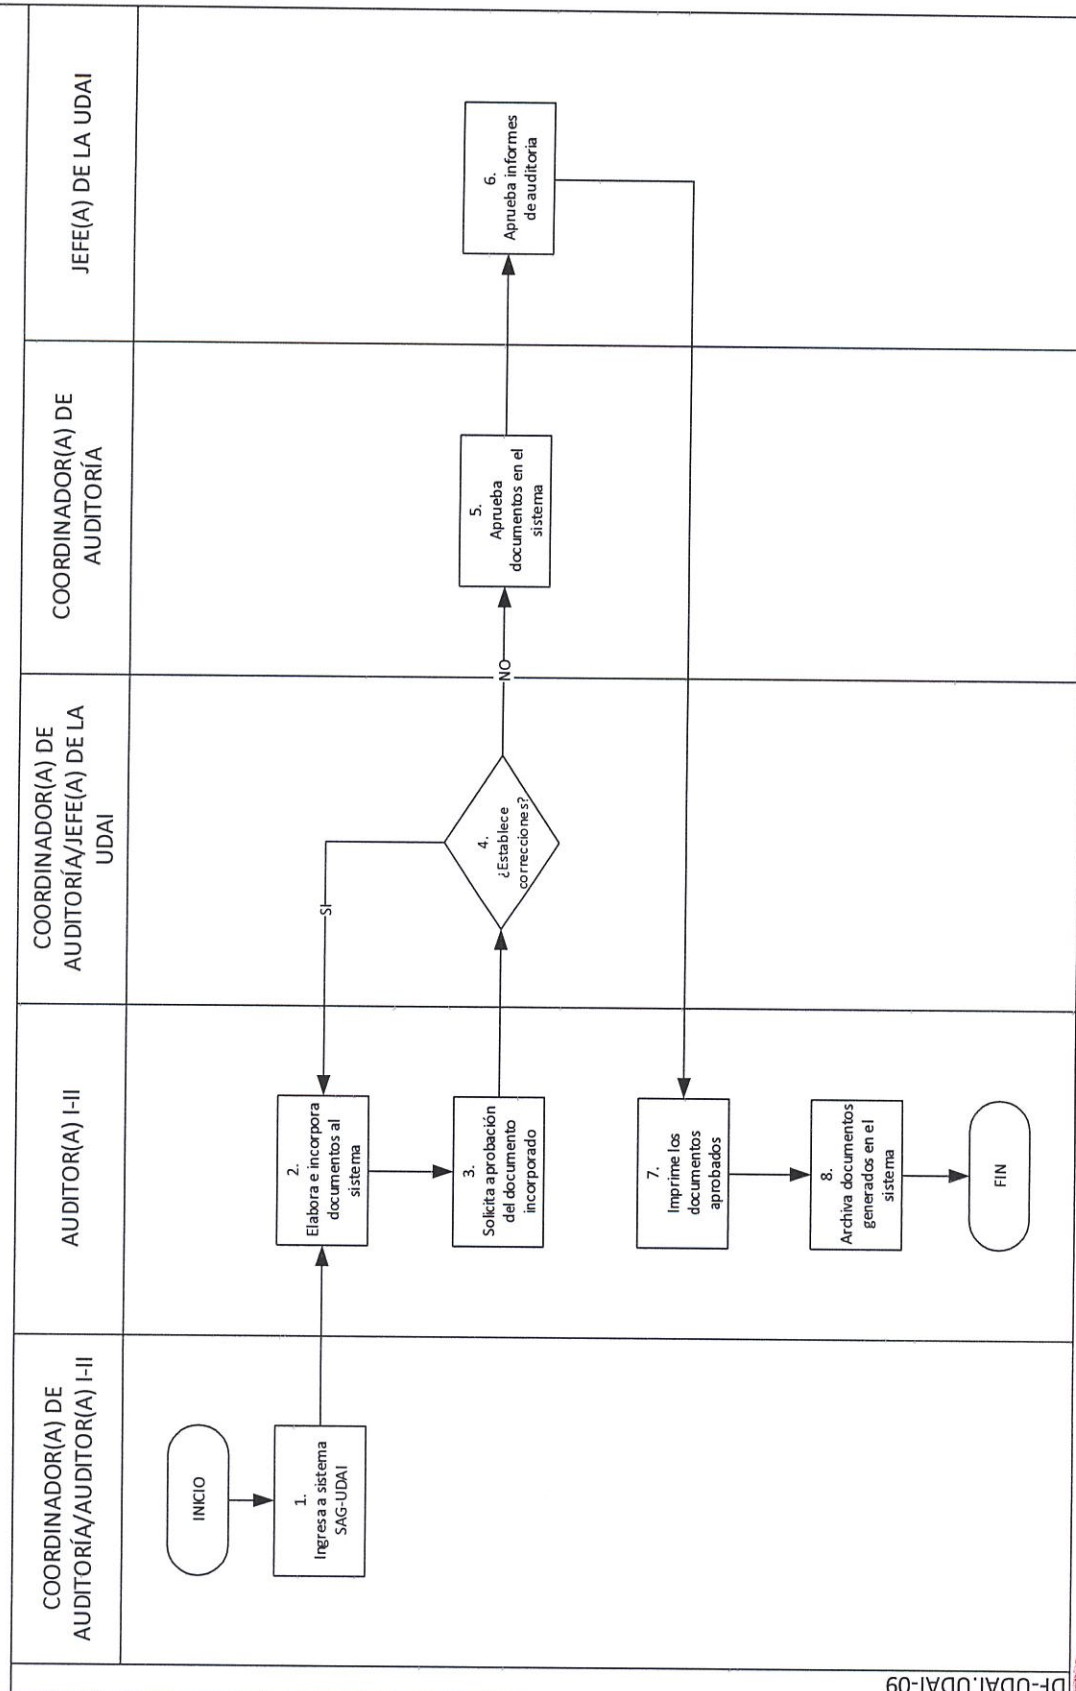 COORDINADOR(A) DE
AUDITORÍA/AUDITOR(A) I-II
AUDITOR(A) I-II
COORDINADOR(A) DE
AUDITORÍA/JEFE(A) DE LA
UDAI
COORDINADOR(A) DE
AUDITORÍA
JEFE(A) DE LA UDAI
INICIO
1.
Ingresa a sistema
SAG-UDAI
2.
Elabora e incorpora
documentos al
sistema
SI
3.
Solicita aprobación
del documento
incorporado
4.
¿Establece
correcciones?
NO
5.
Aprueba
documentos en el
sistema
6.
Aprueba informes
de auditoria
7.
Imprime los
documentos
aprobados
8.
Archiva documentos
generados en el
sistema
FIN
DF-UDAI.UDAI-09